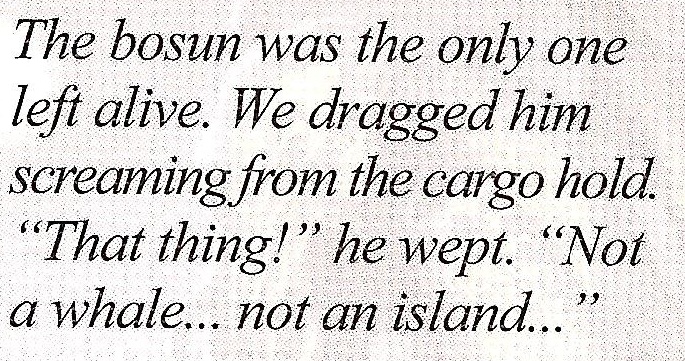 The bosun was the only one
left alive. We dragged him
screaming from the cargo hold.
“That thing!” he wept. “Not
a whale... not an island...”